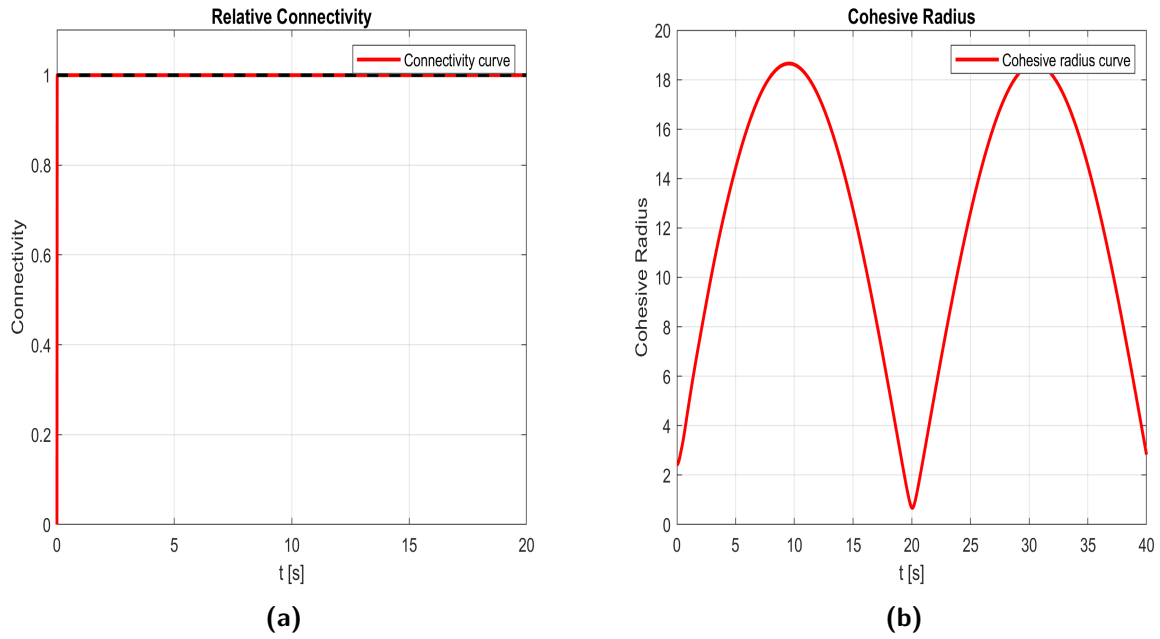 Relative Connectivity
Connectivity curve
1
0.8
0.6
0.4
0.2
0
Connectivity
0 5 10 15 20
t [s]
(a)
Cohesive Radius
Cohesive radius curve
20
18
16
14
12
10
8
6
4
2
0
Cohesive Radius
0 5 10 15 20 25 30 35 40
t [s]
(b)